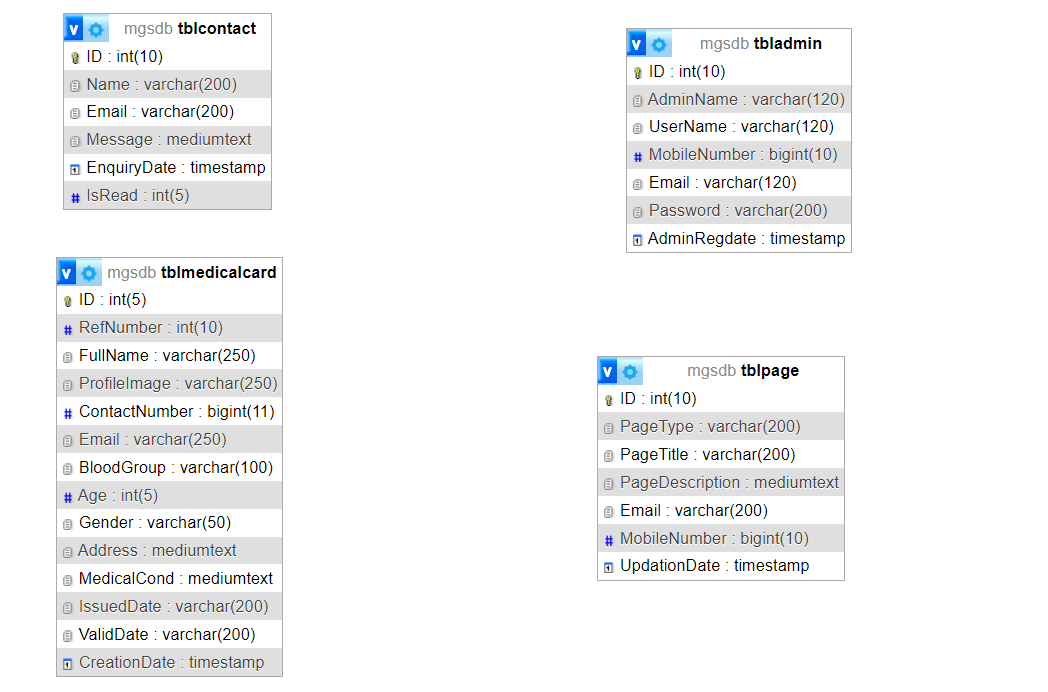 v mgsdb tblcontact
ID : int(10)
Name : varchar(200)
Email : varchar(200)
Message : mediumtext
EnquiryDate : timestamp
# IsRead : int(5)
v mgsdb tbladmin
ID : int(10)
AdminName : varchar(120)
UserName : varchar(120)
# MobileNumber : bigint(10)
Email : varchar(120)
Password : varchar(200)
AdminRegdate : timestamp
v mgsdb tblmedicalcard
ID : int(5)
# RefNumber : int(10)
FullName : varchar(250)
ProfileImage : varchar(250)
# ContactNumber : bigint(11)
Email : varchar(250)
BloodGroup : varchar(100)
# Age : int(5)
Gender : varchar(50)
Address : mediumtext
MedicalCond : mediumtext
IssuedDate : varchar(200)
ValidDate : varchar(200)
CreationDate : timestamp
v mgsdb tblpage
ID : int(10)
PageType : varchar(200)
PageTitle : varchar(200)
PageDescription : mediumtext
Email : varchar(200)
# MobileNumber : bigint(10)
UpdationDate : timestamp